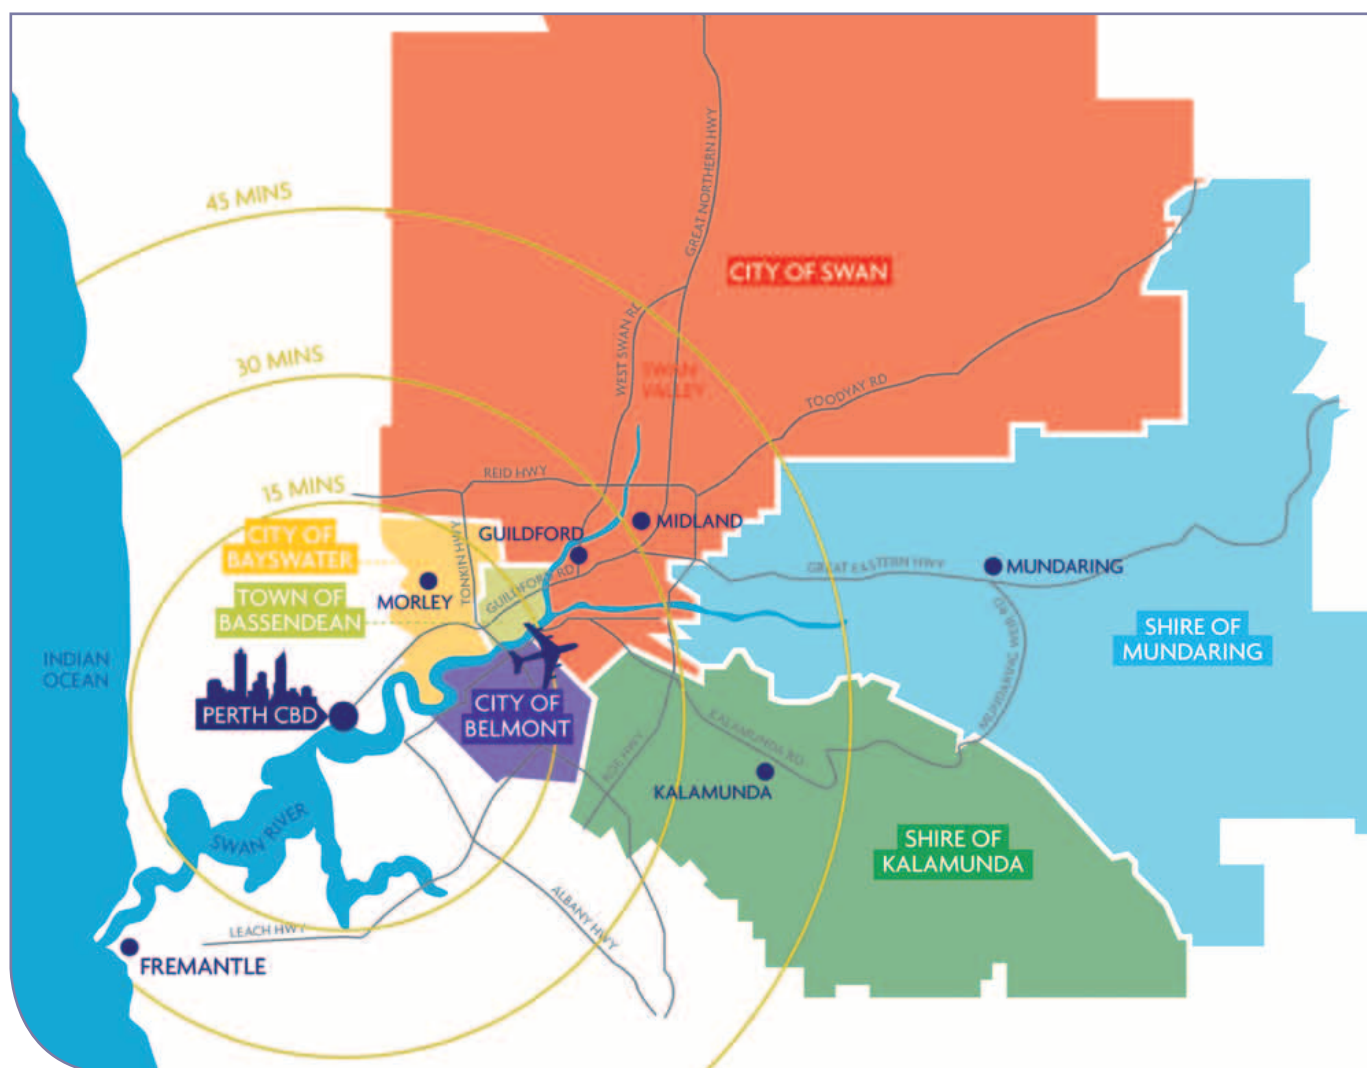 45 MINS
30 MINS
15 MINS
GREAT NORTHERN HWY
CITY OF SWAN
WEST SWAN RD
SWAN
VALLEY
TOODYAY RD
REID HWY
CITY OF
BAYSWATER
TONKIN HWY
GUILDFORD
MIDLAND
GREAT EASTERN HWY
MUNDARING
TOWN OF
BASSENDEAN
MORLEY
GUILDFORD RD
MUNDARING WEIR RD
SHIRE OF
MUNDARING
INDIAN
OCEAN
PERTH CBD
CITY OF
BELMONT
ROE HWY
KALAMUNDA RD
KALAMUNDA
SWAN RIVER
SHIRE OF
KALAMUNDA
LEACH HWY
ALBANY HWY
FREMANTLE